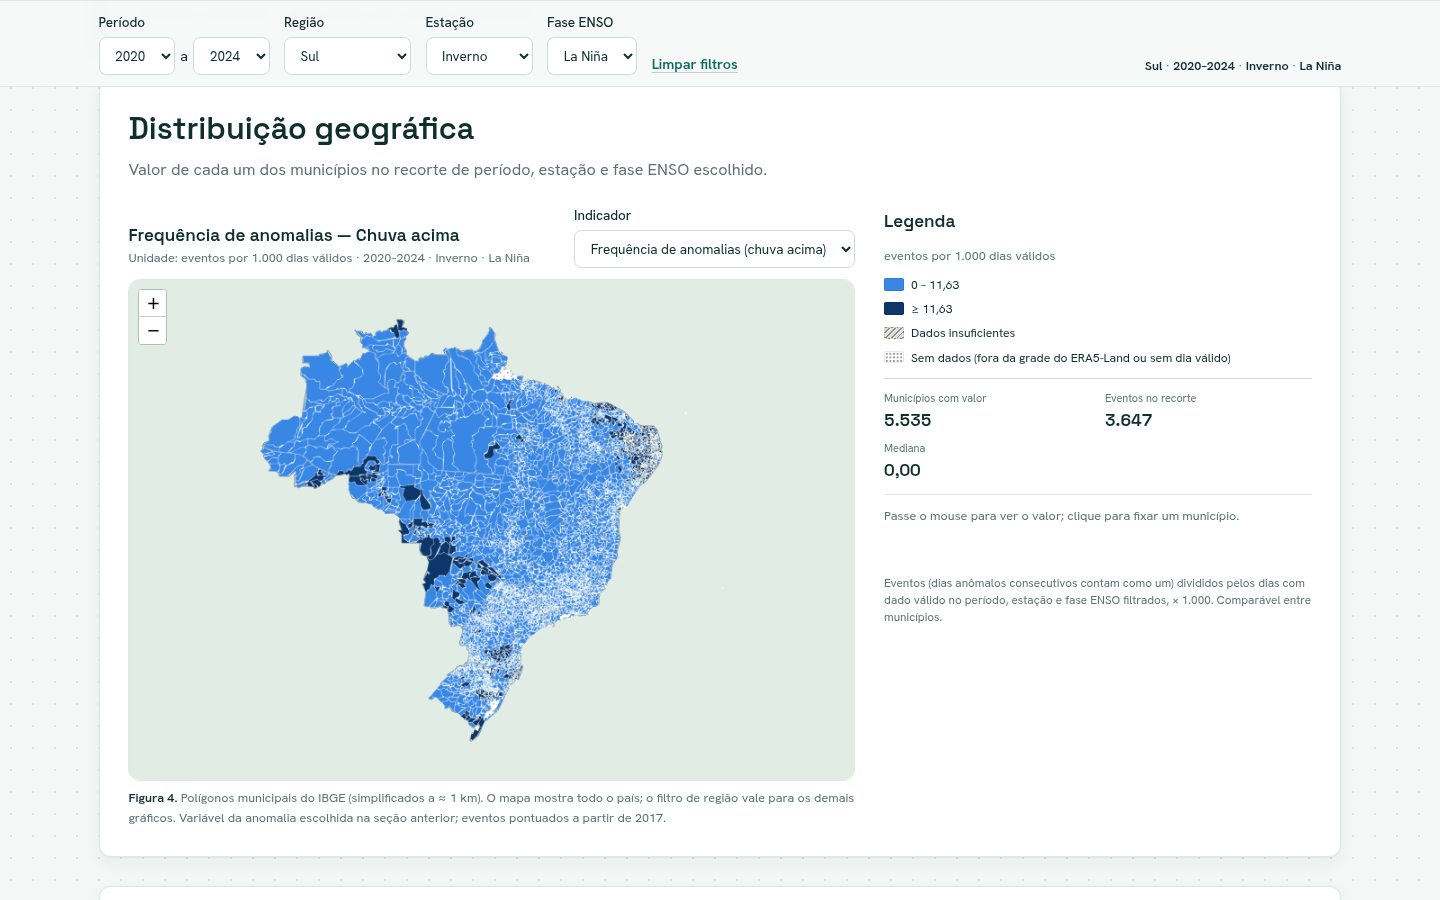 Período
Região
Estação
Fase ENSO
2020 a 2024
Sul
Inverno
La Niña
Limpar filtros
Sul · 2020–2024 · Inverno · La Niña
Distribuição geográfica
Valor de cada um dos municípios no recorte de período, estação e fase ENSO escolhido.
Frequência de anomalias — Chuva acima
Unidade: eventos por 1.000 dias válidos · 2020–2024 · Inverno · La Niña
Indicador
Frequência de anomalias (chuva acima)
+
−
Figura 4. Polígonos municipais do IBGE (simplificados a ≈ 1 km). O mapa mostra todo o país; o filtro de região vale para os demais
gráficos. Variável da anomalia escolhida na seção anterior; eventos pontuados a partir de 2017.
Legenda
eventos por 1.000 dias válidos
0 – 11,63
≥ 11,63
Dados insuficientes
Sem dados (fora da grade do ERA5-Land ou sem dia válido)
Municípios com valor
5.535
Eventos no recorte
3.647
Mediana
0,00
Passe o mouse para ver o valor; clique para fixar um município.
Eventos (dias anômalos consecutivos contam como um) divididos pelos dias com
dado válido no período, estação e fase ENSO filtrados, × 1.000. Comparável entre
municípios.